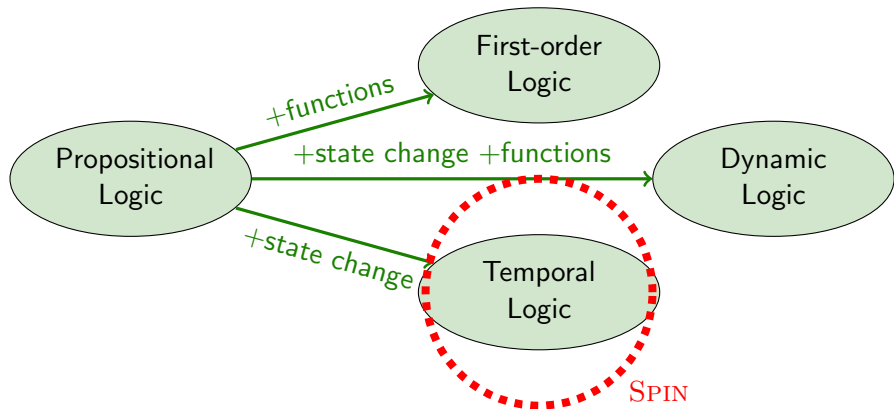 First-order
Logic
+functions
Propositional
Logic
+state change +functions
Dynamic
Logic
+state change
Temporal
Logic
SPIN